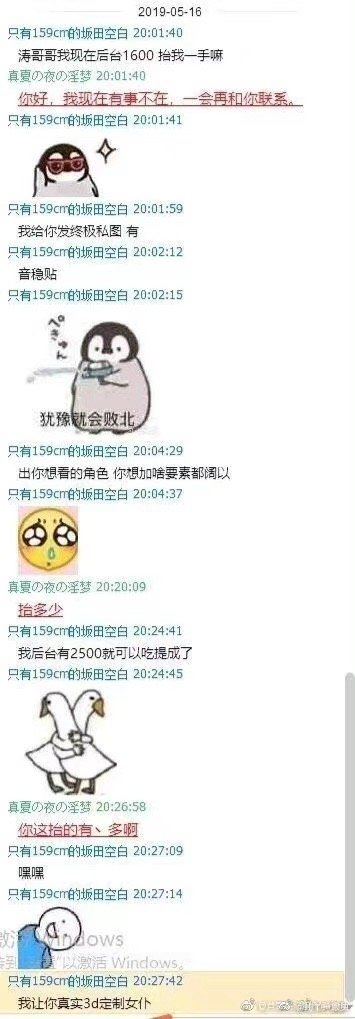 2019-05-16
只有159cm的坂田空白 20:01:40
涛哥哥我现在后台1600 抬我一手嘛
真夏の夜の淫梦 20:01:40
你好，我现在有事不在，一会再和你联系。
只有159cm的坂田空白 20:01:41
只有159cm的坂田空白 20:01:59
我给你发终极私图 有
只有159cm的坂田空白 20:02:12
音稳贴
只有159cm的坂田空白 20:02:15
ぺきゅん
犹豫就会败北
只有159cm的坂田空白 20:04:29
出你想看的角色 你想加啥要素都阔以
只有159cm的坂田空白 20:04:37
真夏の夜の淫梦 20:20:09
抬多少
只有159cm的坂田空白 20:24:41
我后台有2500就可以吃提成了
只有159cm的坂田空白 20:24:45
真夏の夜の淫梦 20:26:58
你这抬的有丶多啊
只有159cm的坂田空白 20:27:09
嘿嘿
只有159cm的坂田空白 20:27:14
激活 Windows
转到"设置"以激活 Windows。
只有159cm的坂田空白 20:27:42
我让你真实3d定制女仆